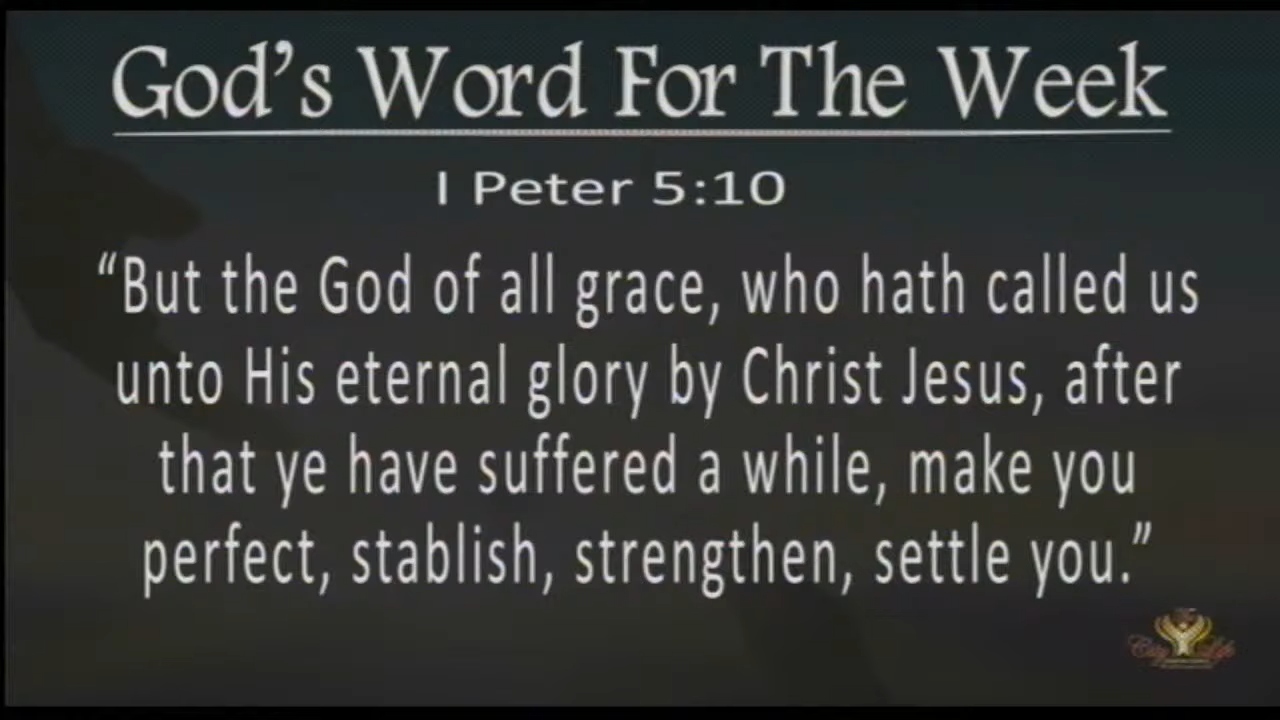 God's Word For The Week
I Peter 5:10
“But the God of all grace, who hath called us
unto His eternal glory by Christ Jesus, after
that ye have suffered a while, make you
perfect, stablish, strengthen, settle you.”
City Life